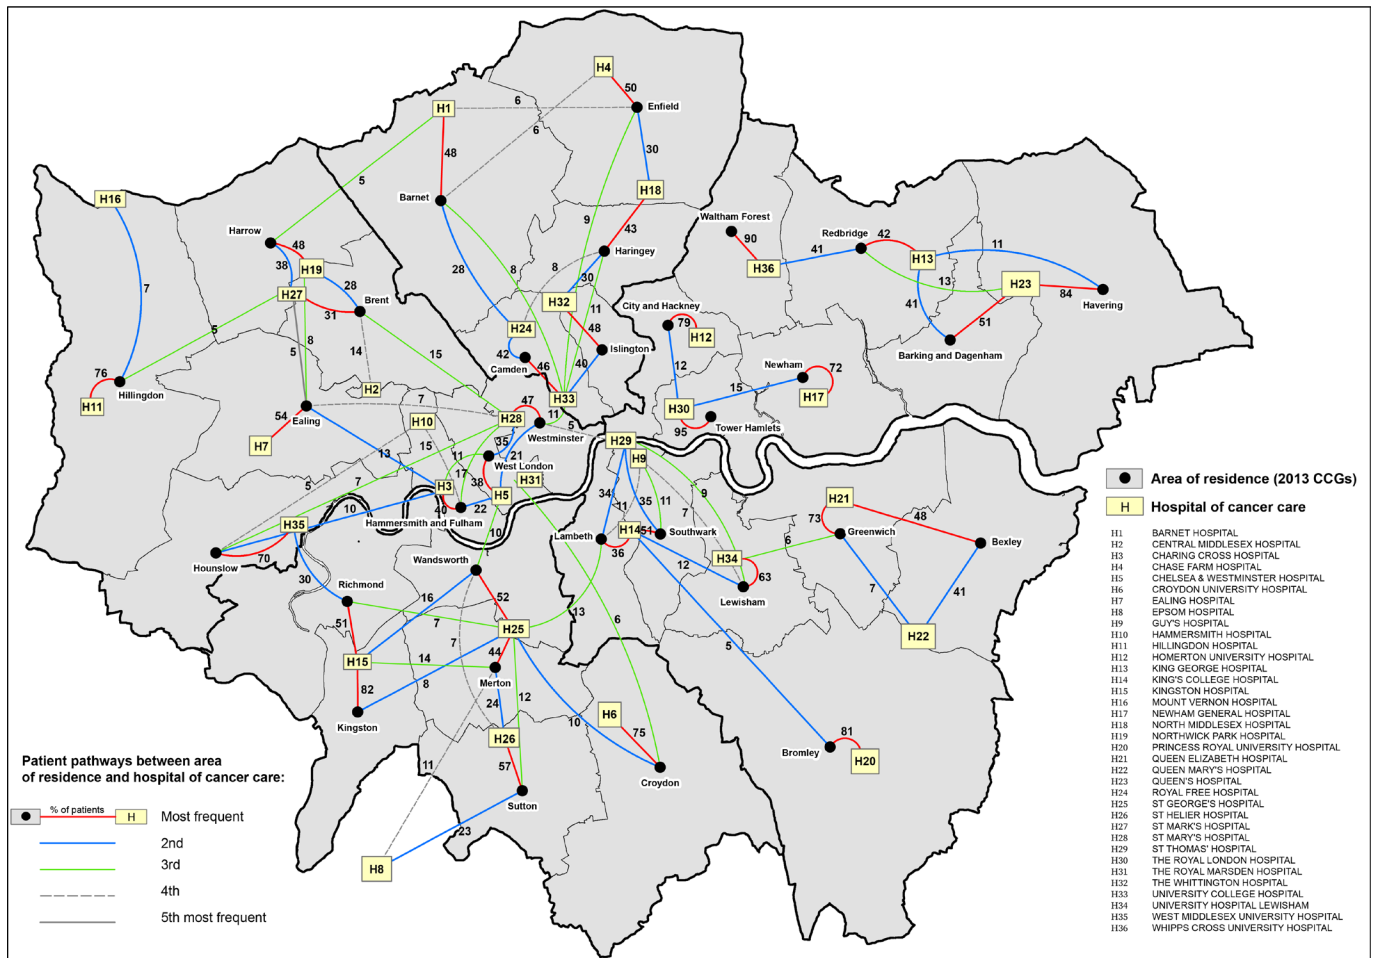 H4
50
Enfield
H1
6
6
30
48
H16
Barnet
H18
5
9
43
Waltham Forest
90
Redbridge
42
Harrow
48
38
H19
Haringey
41
H36
H13
11
8
8
28
30
H27
28
Brent
31
7
H32
11
City and Hackney
79
H12
13
H23
84
Havering
41
51
5
5
8
14
15
H24
48
42
Camden
46
Islington
40
Barking and Dagenham
76
Hillingdon
H11
H2
H33
12
Newham
72
15
H17
H30
95
Tower Hamlets
7
47
H28
11
Westminster
5
54
Ealing
H7
H10
15
35
21
13
11
West London
17
38
H31
H29
H9
5
7
H3
40
22
H5
Hammersmith and Fulham
10
H35
10
34
11
35
11
7
9
H14
51
Southwark
Lambeth
36
Area of residence (2013 CCGs)
H
Hospital of cancer care
H21
73
48
Greenwich
Bexley
6
H34
63
12
Lewisham
7
41
H22
70
Hounslow
30
Richmond
Wandsworth
16
52
51
7
7
H25
13
6
H15
14
44
Merton
82
8
12
24
Kingston
H26
10
5
H6
75
Croydon
Bromley
81
H20
57
11
Sutton
23
H8
Patient pathways between area
of residence and hospital of cancer care:
% of patients
H
Most frequent
2nd
3rd
4th
5th most frequent
H1 BARNET HOSPITAL
H2 CENTRAL MIDDLESEX HOSPITAL
H3 CHARING CROSS HOSPITAL
H4 CHASE FARM HOSPITAL
H5 CHELSEA & WESTMINSTER HOSPITAL
H6 CROYDON UNIVERSITY HOSPITAL
H7 EALING HOSPITAL
H8 EPSOM HOSPITAL
H9 GUY'S HOSPITAL
H10 HAMMERSMITH HOSPITAL
H11 HILLINGDON HOSPITAL
H12 HOMERTON UNIVERSITY HOSPITAL
H13 KING GEORGE HOSPITAL
H14 KING'S COLLEGE HOSPITAL
H15 KINGSTON HOSPITAL
H16 MOUNT VERNON HOSPITAL
H17 NEWHAM GENERAL HOSPITAL
H18 NORTH MIDDLESEX HOSPITAL
H19 NORTHWICK PARK HOSPITAL
H20 PRINCESS ROYAL UNIVERSITY HOSPITAL
H21 QUEEN ELIZABETH HOSPITAL
H22 QUEEN MARY'S HOSPITAL
H23 QUEEN'S HOSPITAL
H24 ROYAL FREE HOSPITAL
H25 ST GEORGE'S HOSPITAL
H26 ST HELIER HOSPITAL
H27 ST MARK'S HOSPITAL
H28 ST MARY'S HOSPITAL
H29 ST THOMAS' HOSPITAL
H30 THE ROYAL LONDON HOSPITAL
H31 THE ROYAL MARSDEN HOSPITAL
H32 THE WHITTINGTON HOSPITAL
H33 UNIVERSITY COLLEGE HOSPITAL
H34 UNIVERSITY HOSPITAL LEWISHAM
H35 WEST MIDDLESEX UNIVERSITY HOSPITAL
H36 WHIPPS CROSS UNIVERSITY HOSPITAL